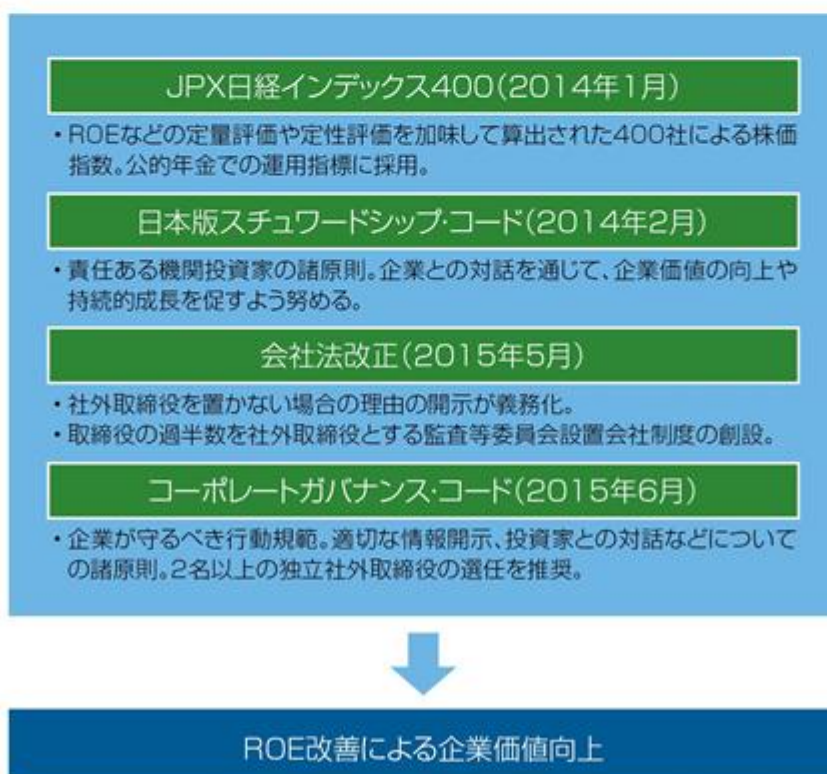 JPX日経インデックス400(2014年1月)
・ROEなどの定量評価や定性評価を加味して算出された400社による株価
指数。公的年金での運用指標に採用。
日本版スチュワードシップ・コード(2014年2月)
・責任ある機関投資家の諸原則。企業との対話を通じて、企業価値の向上や
持続的成長を促すよう努める。
会社法改正(2015年5月)
・社外取締役を置かない場合の理由の開示が義務化。
・取締役の過半数を社外取締役とする監査等委員会設置会社制度の創設。
コーポレートガバナンス・コード(2015年6月)
・企業が守るべき行動規範。適切な情報開示、投資家との対話などについて
の諸原則。2名以上の独立社外取締役の選任を推奨。
ROE改善による企業価値向上